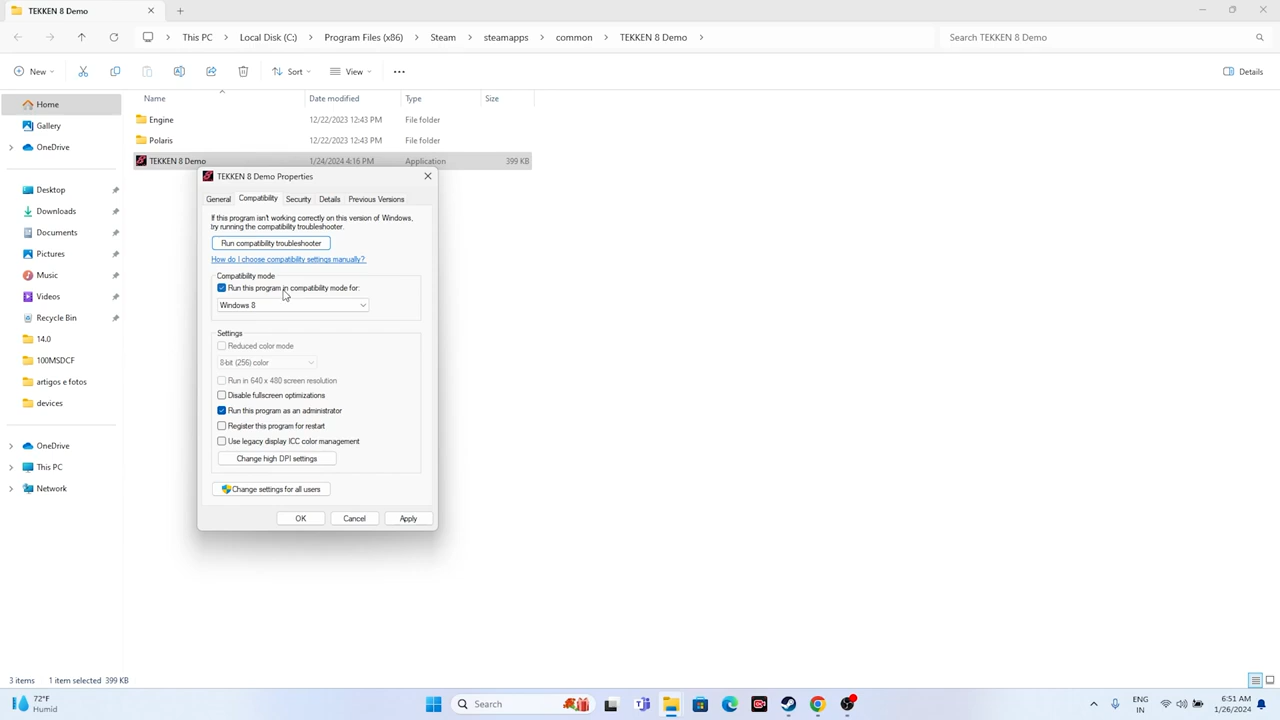 TEKKEN 8 Demo
This PC > Local Disk (C:) > Program Files (x86) > Steam > steamapps > common > TEKKEN 8 Demo >
Search TEKKEN 8 Demo
New
Sort
View
Details
Name
Date modified
Type
Size
Home
Gallery
OneDrive
Desktop
Downloads
Documents
Pictures
Music
Videos
Recycle Bin
14.0
100MSDCF
artigos e fotos
devices
OneDrive
This PC
Network
Engine 12/22/2023 12:43 PM File folder
Polaris 12/22/2023 12:43 PM File folder
TEKKEN 8 Demo 1/24/2024 4:16 PM Application 399 KB
TEKKEN 8 Demo Properties
General Compatibility Security Details Previous Versions
If this program isn't working correctly on this version of Windows,
try running the compatibility troubleshooter.
Run compatibility troubleshooter
How do I choose compatibility settings manually?
Compatibility mode
Run this program in compatibility mode for:
Windows 8
Settings
Reduced color mode
8-bit (256) color
Run in 640 x 480 screen resolution
Disable fullscreen optimizations
Run this program as an administrator
Register this program for restart
Use legacy display ICC color management
Change high DPI settings
Change settings for all users
OK Cancel Apply
3 items 1 item selected 399 KB
72°F
Humid
Search
ENG
IN
6:51 AM
1/26/2024